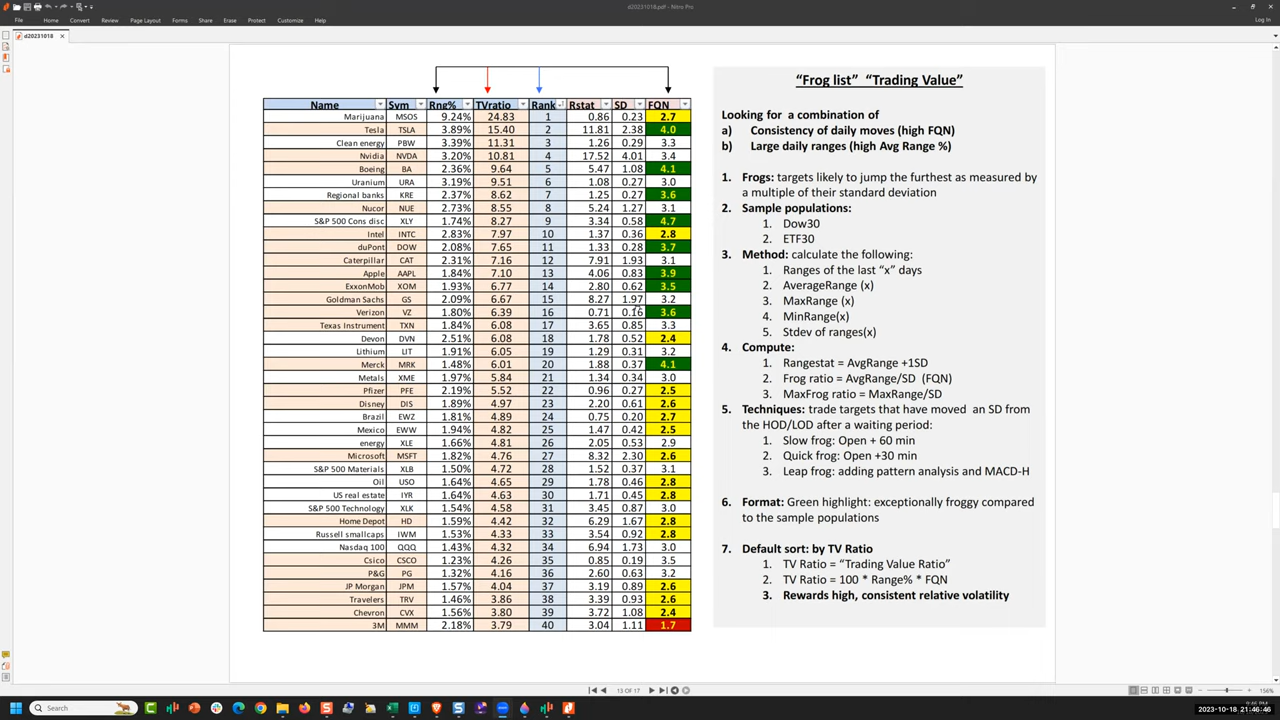 d20231018.pdf - Nitro Pro
File Home Convert Review Page Layout Forms Share Erase Protect Customize Help
Log In
d20231018
Name Sym Rng% TVratio Rank Rstat SD FQN
Marijuana MSOS 9.24% 24.83 1 0.86 0.23 2.7
Tesla TSLA 3.89% 15.40 2 11.81 2.38 4.0
Clean energy PBW 3.39% 11.31 3 1.26 0.29 3.3
Nvidia NVDA 3.20% 10.81 4 17.52 4.01 3.4
Boeing BA 2.36% 9.64 5 5.47 1.08 4.1
Uranium URA 3.19% 9.51 6 1.08 0.27 3.0
Regional banks KRE 2.37% 8.62 7 1.25 0.27 3.6
Nucor NUE 2.73% 8.55 8 5.24 1.27 3.1
S&P 500 Cons disc XLY 1.74% 8.27 9 3.34 0.58 4.7
Intel INTC 2.83% 7.97 10 1.37 0.36 2.8
duPont DOW 2.08% 7.65 11 1.33 0.28 3.7
Caterpillar CAT 2.31% 7.16 12 7.91 1.93 3.1
Apple AAPL 1.84% 7.10 13 4.06 0.83 3.9
ExxonMob XOM 1.93% 6.77 14 2.80 0.62 3.5
Goldman Sachs GS 2.09% 6.67 15 8.27 1.97 3.2
Verizon VZ 1.80% 6.39 16 0.71 0.16 3.6
Texas Instrument TXN 1.84% 6.08 17 3.65 0.85 3.3
Devon DVN 2.51% 6.08 18 1.78 0.52 2.4
Lithium LIT 1.91% 6.05 19 1.29 0.31 3.2
Merck MRK 1.48% 6.01 20 1.88 0.37 4.1
Metals XME 1.97% 5.84 21 1.34 0.34 3.0
Pfizer PFE 2.19% 5.52 22 0.96 0.27 2.5
Disney DIS 1.89% 4.97 23 2.20 0.61 2.6
Brazil EWZ 1.81% 4.89 24 0.75 0.20 2.7
Mexico EWW 1.94% 4.82 25 1.47 0.42 2.5
energy XLE 1.66% 4.81 26 2.05 0.53 2.9
Microsoft MSFT 1.82% 4.76 27 8.32 2.30 2.6
S&P 500 Materials XLB 1.50% 4.72 28 1.52 0.37 3.1
Oil USO 1.64% 4.65 29 1.78 0.46 2.8
US real estate IYR 1.64% 4.63 30 1.71 0.45 2.8
S&P 500 Technology XLK 1.54% 4.58 31 3.45 0.87 3.0
Home Depot HD 1.59% 4.42 32 6.29 1.67 2.8
Russell smallcaps IWM 1.53% 4.33 33 3.54 0.92 2.8
Nasdaq 100 QQQ 1.43% 4.32 34 6.94 1.73 3.0
Csico CSCO 1.23% 4.26 35 0.85 0.19 3.5
P&G PG 1.32% 4.16 36 2.60 0.63 3.2
JP Morgan JPM 1.57% 4.04 37 3.19 0.89 2.6
Travelers TRV 1.46% 3.86 38 3.39 0.93 2.6
Chevron CVX 1.56% 3.80 39 3.72 1.08 2.4
3M MMM 2.18% 3.79 40 3.04 1.11 1.7
“Frog list” “Trading Value”
Looking for a combination of
a) Consistency of daily moves (high FQN)
b) Large daily ranges (high Avg Range %)
1. Frogs: targets likely to jump the furthest as measured by
a multiple of their standard deviation
2. Sample populations:
1. Dow30
2. ETF30
3. Method: calculate the following:
1. Ranges of the last “x” days
2. AverageRange (x)
3. MaxRange (x)
4. MinRange(x)
5. Stdev of ranges(x)
4. Compute:
1. Rangestat = AvgRange +1SD
2. Frog ratio = AvgRange/SD (FQN)
3. MaxFrog ratio = MaxRange/SD
5. Techniques: trade targets that have moved an SD from
the HOD/LOD after a waiting period:
1. Slow frog: Open + 60 min
2. Quick frog: Open +30 min
3. Leap frog: adding pattern analysis and MACD-H
6. Format: Green highlight: exceptionally froggy compared
to the sample populations
7. Default sort: by TV Ratio
1. TV Ratio = “Trading Value Ratio”
2. TV Ratio = 100 * Range% * FQN
3. Rewards high, consistent relative volatility
13 OF 17
156%
Search
2023-10-18, 21:46:46